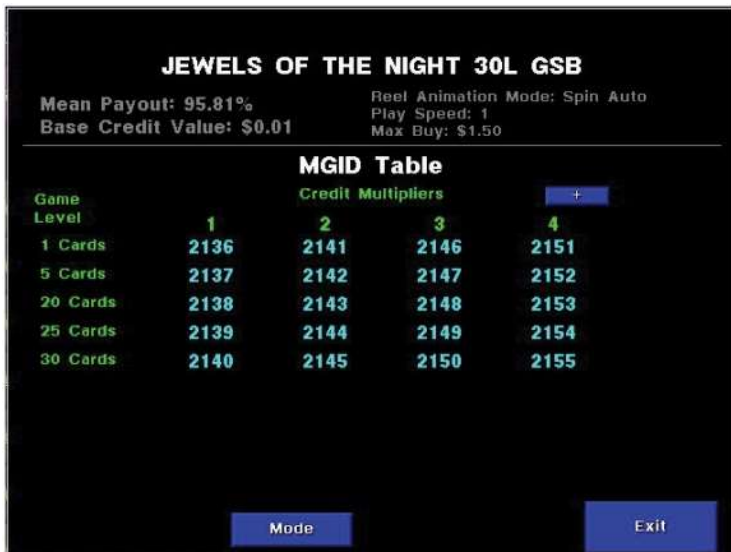 JEWELS OF THE NIGHT 30L GSB
Mean Payout: 95.81%
Base Credit Value: $0.01
Reel Animation Mode: Spin Auto
Play Speed: 1
Max Buy: $1.50
MGID Table
Game Level
Credit Multipliers
+
1 2 3 4
1 Cards 2136 2141 2146 2151
5 Cards 2137 2142 2147 2152
20 Cards 2138 2143 2148 2153
25 Cards 2139 2144 2149 2154
30 Cards 2140 2145 2150 2155
Mode
Exit